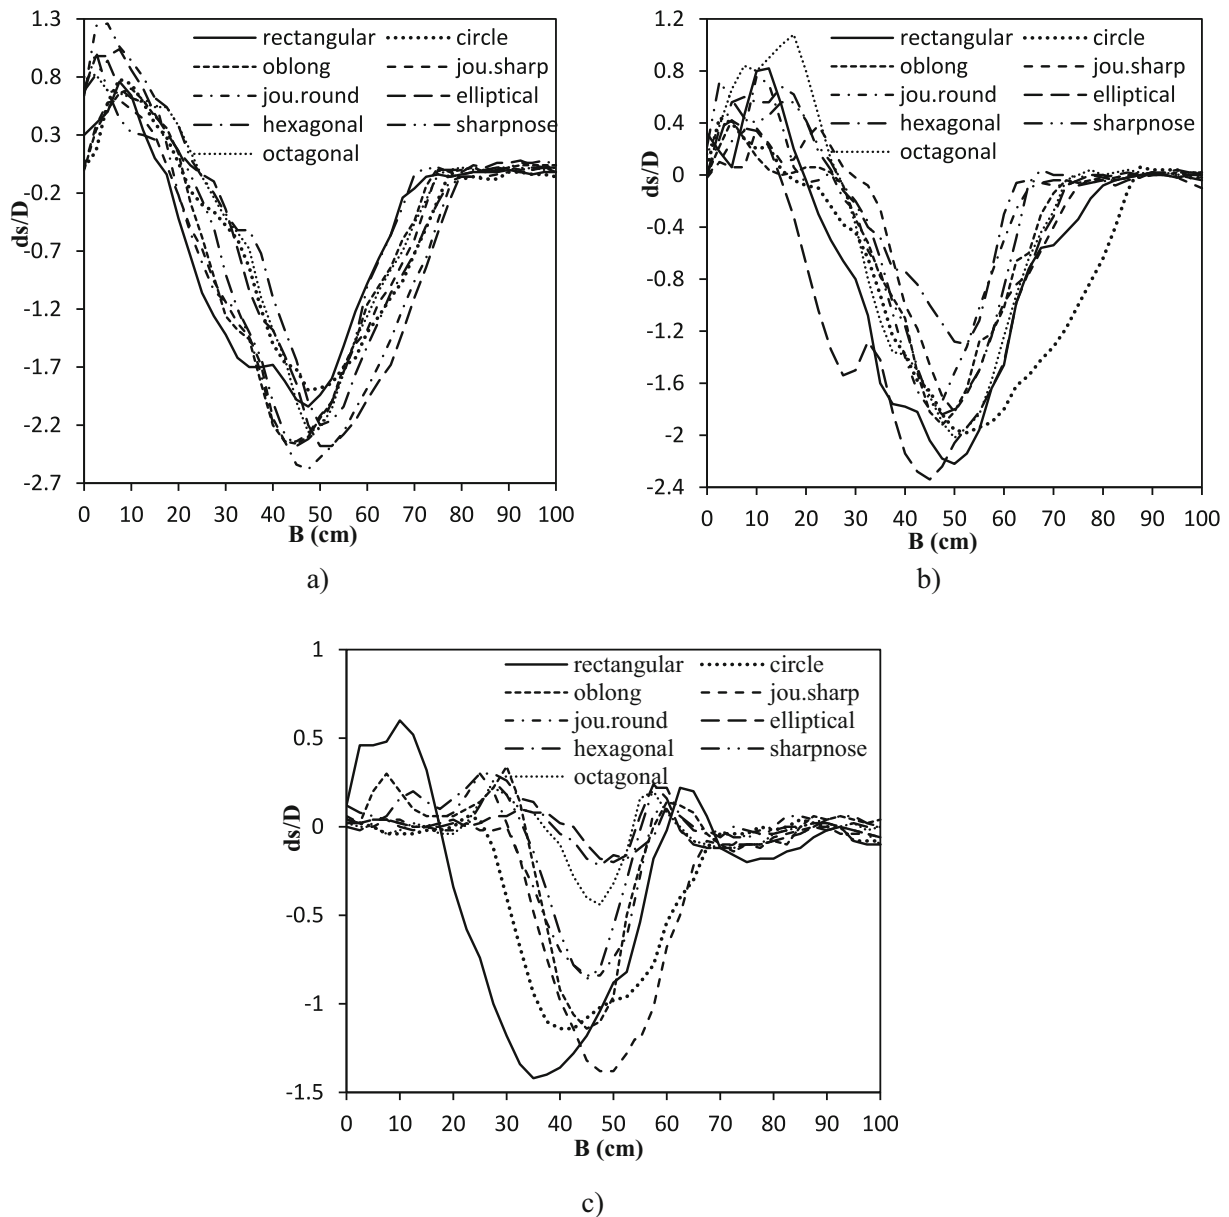 1.3
0.8
0.3
-0.2
-0.7
-1.2
-1.7
-2.2
-2.7
ds/D
rectangular
circle
oblong
jou.sharp
jou.round
elliptical
hexagonal
sharpnose
octagonal
0 10 20 30 40 50 60 70 80 90 100
B (cm)
a)
1.2
0.8
0.4
0
-0.4
-0.8
-1.2
-1.6
-2
-2.4
ds/D
rectangular
circle
oblong
jou.sharp
jou.round
elliptical
hexagonal
sharpnose
octagonal
0 10 20 30 40 50 60 70 80 90 100
B (cm)
b)
1
0.5
0
-0.5
-1
-1.5
ds/D
rectangular
circle
oblong
jou.sharp
jou.round
elliptical
hexagonal
sharpnose
octagonal
0 10 20 30 40 50 60 70 80 90 100
B (cm)
c)